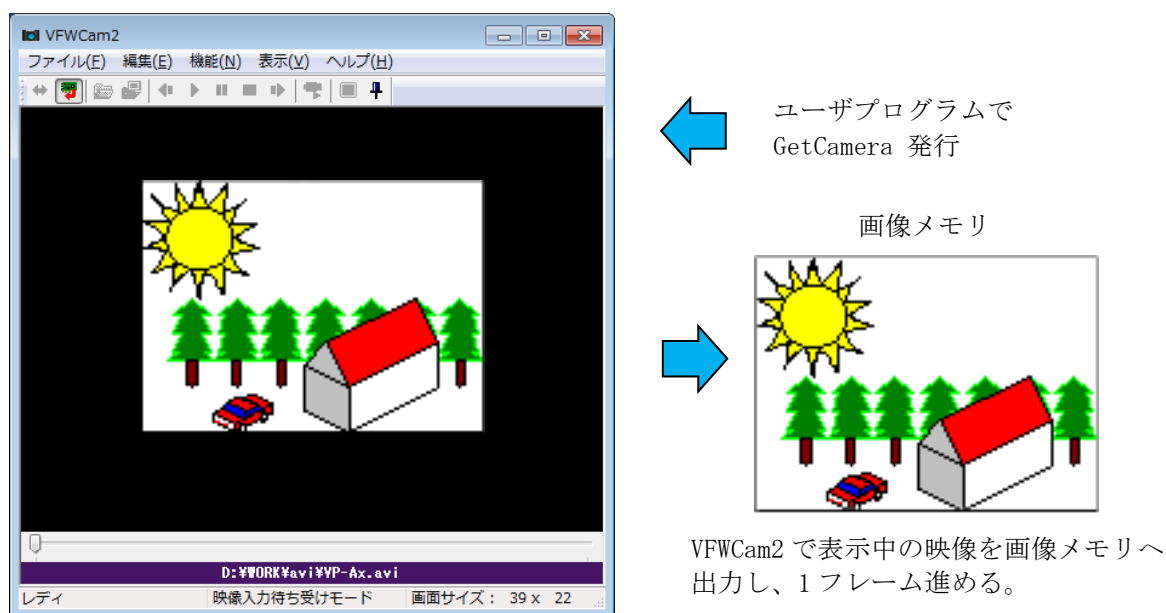 VFWCam2
ファイル(F) 編集(E) 機能(N) 表示(V) ヘルプ(H)
D:¥WORK¥avi¥YP-Ax.avi
レディ 映像入力待ち受けモード 画面サイズ： 39 x 22
ユーザプログラムで
GetCamera 発行
画像メモリ
VFWCam2 で表示中の映像を画像メモリへ
出力し、1 フレーム進める。